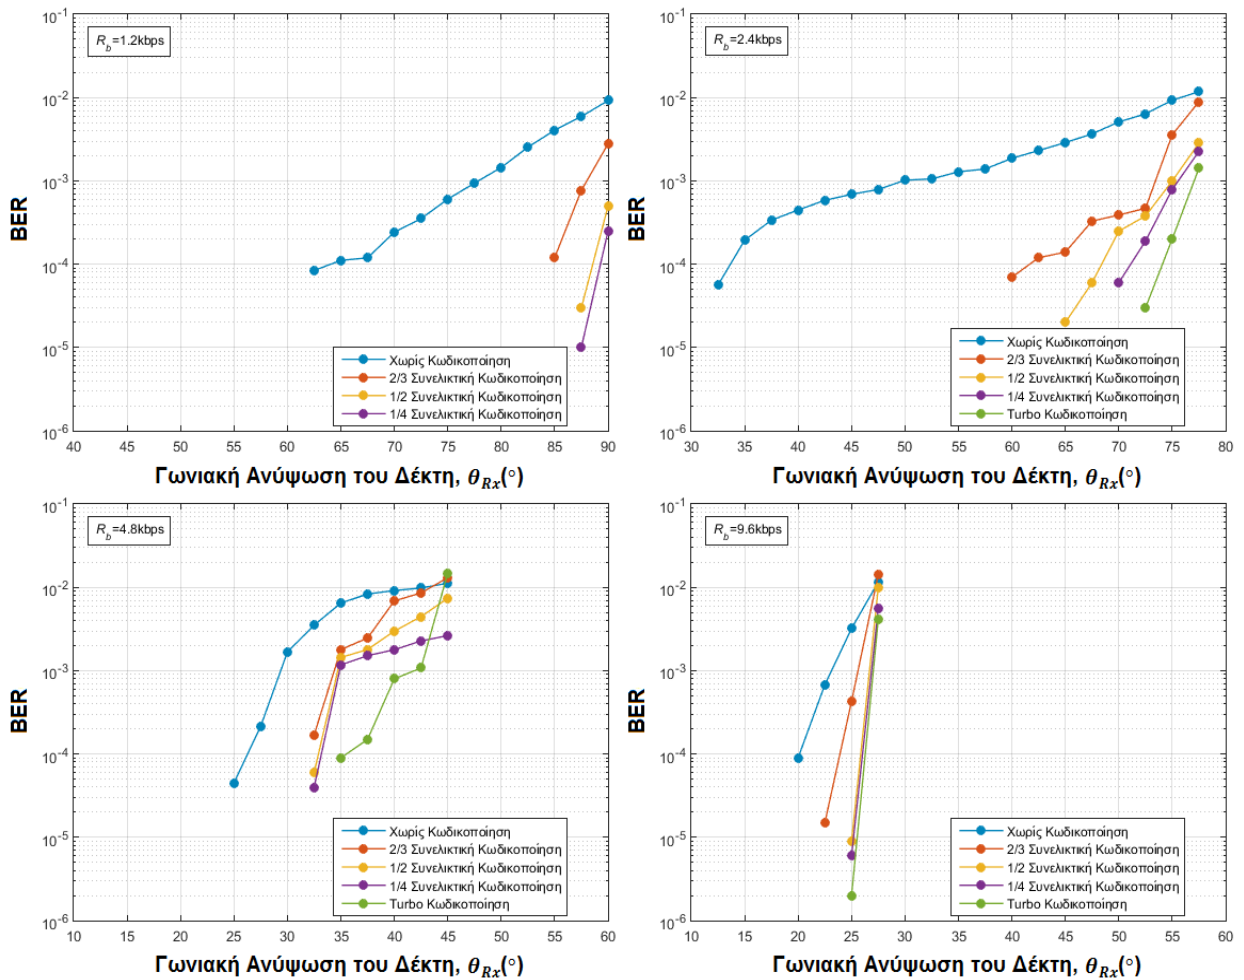 10^-1
10^-2
10^-3
10^-4
10^-5
10^-6
BER
R_b=1.2kbps
Χωρίς Κωδικοποίηση
2/3 Συνελικτική Κωδικοποίηση
1/2 Συνελικτική Κωδικοποίηση
1/4 Συνελικτική Κωδικοποίηση
40 45 50 55 60 65 70 75 80 85 90
Γωνιακή Ανύψωση του Δέκτη, θ_Rx(°)
10^-1
10^-2
10^-3
10^-4
10^-5
10^-6
BER
R_b=2.4kbps
Χωρίς Κωδικοποίηση
2/3 Συνελικτική Κωδικοποίηση
1/2 Συνελικτική Κωδικοποίηση
1/4 Συνελικτική Κωδικοποίηση
Turbo Κωδικοποίηση
30 35 40 45 50 55 60 65 70 75 80
Γωνιακή Ανύψωση του Δέκτη, θ_Rx(°)
10^-1
10^-2
10^-3
10^-4
10^-5
10^-6
BER
R_b=4.8kbps
Χωρίς Κωδικοποίηση
2/3 Συνελικτική Κωδικοποίηση
1/2 Συνελικτική Κωδικοποίηση
1/4 Συνελικτική Κωδικοποίηση
Turbo Κωδικοποίηση
10 15 20 25 30 35 40 45 50 55 60
Γωνιακή Ανύψωση του Δέκτη, θ_Rx(°)
10^-1
10^-2
10^-3
10^-4
10^-5
10^-6
BER
R_b=9.6kbps
Χωρίς Κωδικοποίηση
2/3 Συνελικτική Κωδικοποίηση
1/2 Συνελικτική Κωδικοποίηση
1/4 Συνελικτική Κωδικοποίηση
Turbo Κωδικοποίηση
10 15 20 25 30 35 40 45 50 55 60
Γωνιακή Ανύψωση του Δέκτη, θ_Rx(°)